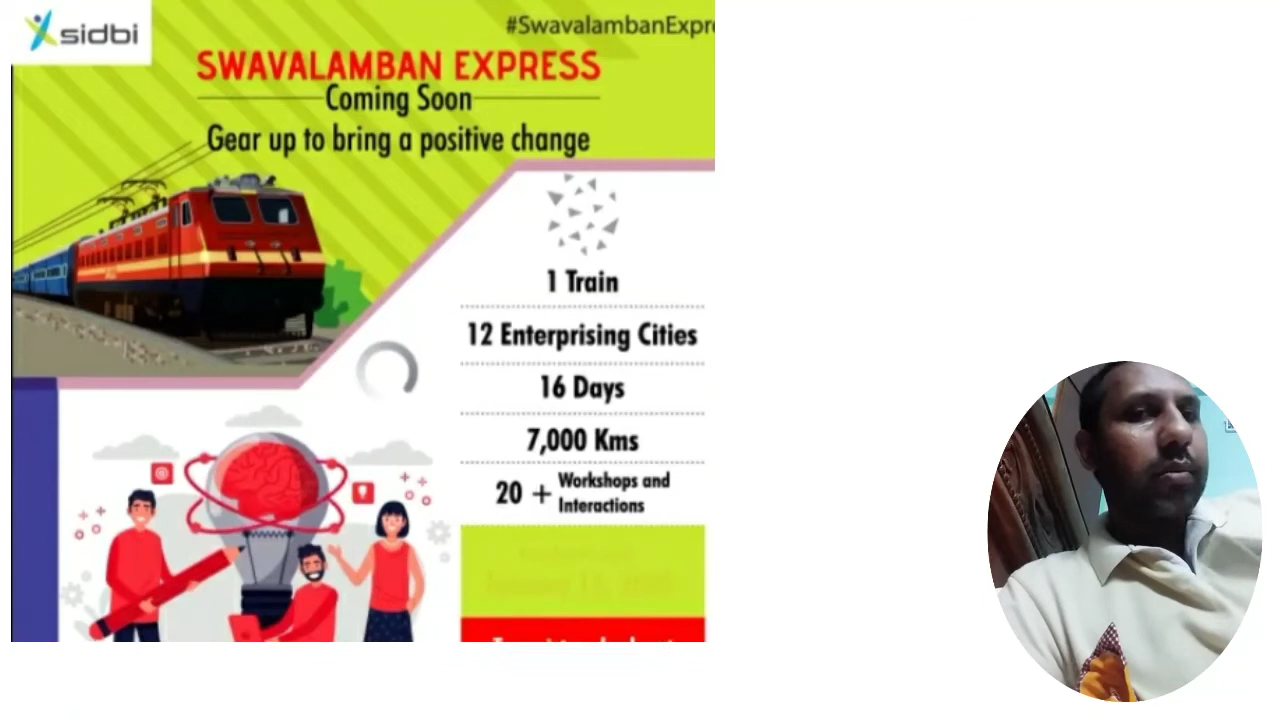 sidbi
#SwavalambanExpre
SWAVALAMBAN EXPRESS
Coming Soon
Gear up to bring a positive change
1 Train
12 Enterprising Cities
16 Days
7,000 Kms
20 + Workshops and
Interactions